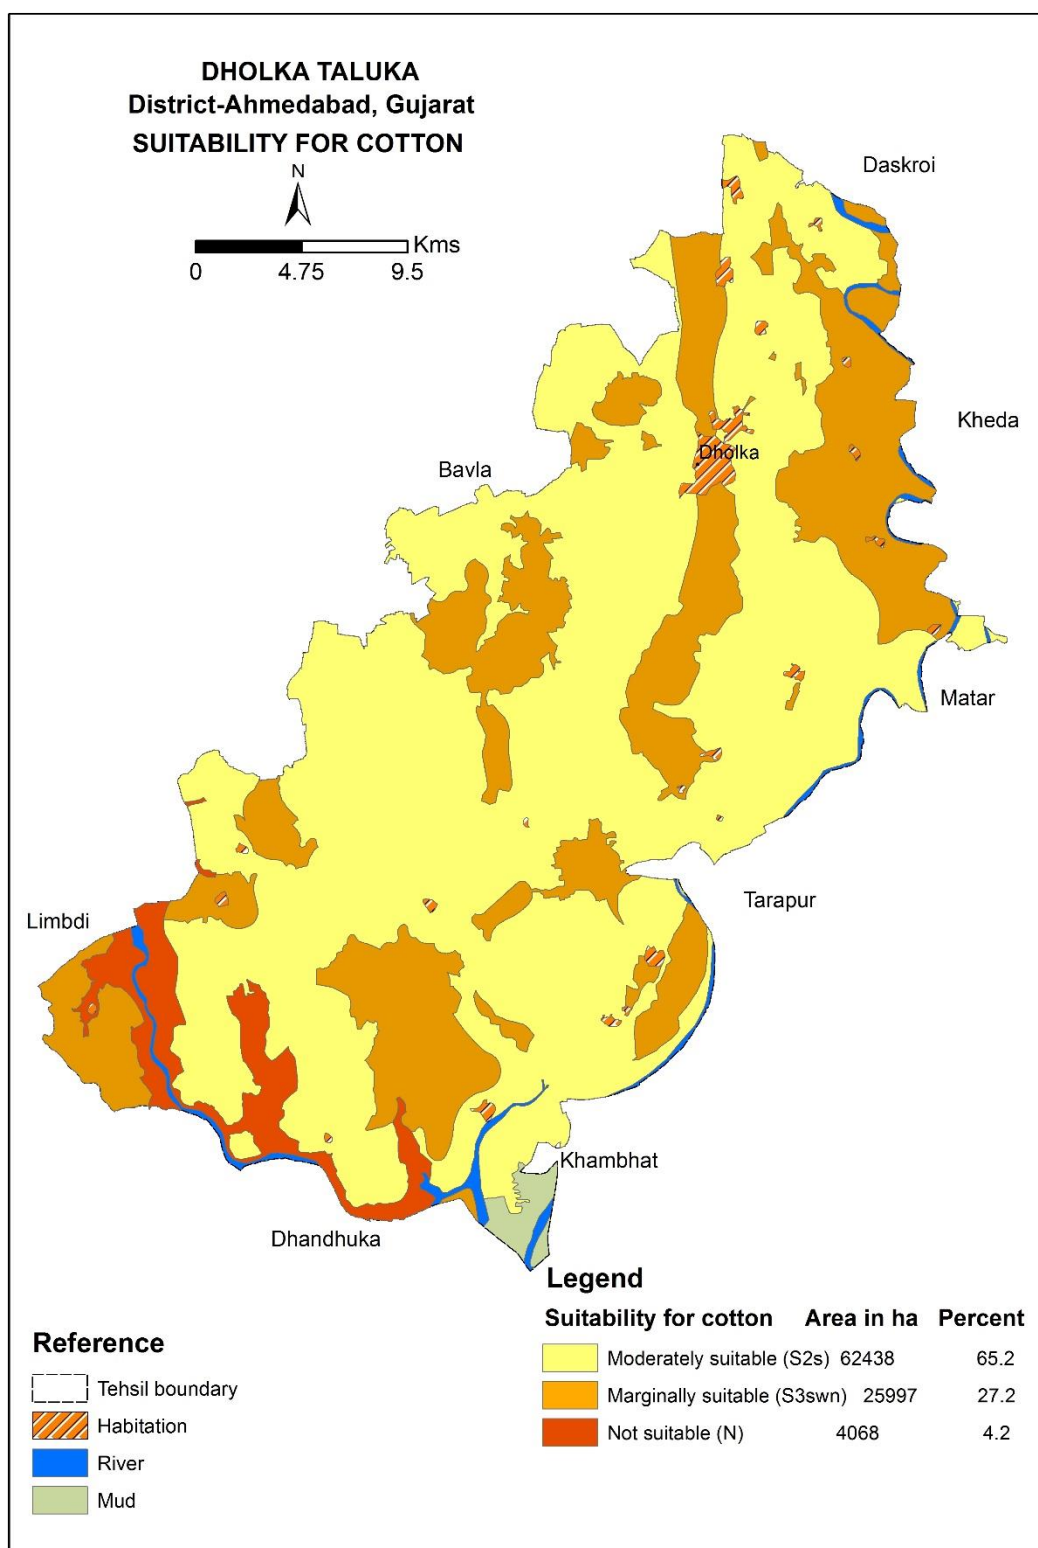 DHOLKA TALUKA
District-Ahmedabad, Gujarat
SUITABILITY FOR COTTON
N
Kms
0 4.75 9.5
Daskroi
Kheda
Dholka
Bavla
Matar
Tarapur
Limbdi
Khambhat
Dhandhuka
Legend
Suitability for cotton Area in ha Percent
Moderately suitable (S2s) 62438 65.2
Marginally suitable (S3swn) 25997 27.2
Not suitable (N) 4068 4.2
Reference
Tehsil boundary
Habitation
River
Mud